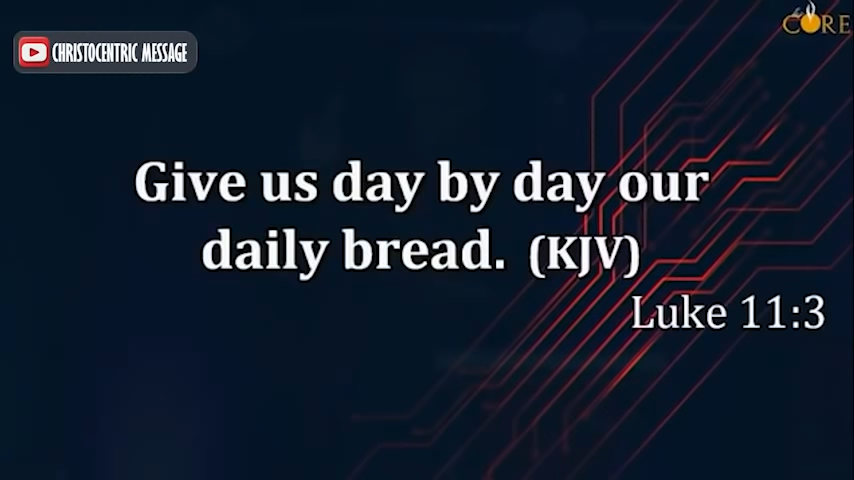 CORE
CHRISTOCENTRIC MESSAGE
Give us day by day our
daily bread. (KJV)
Luke 11:3